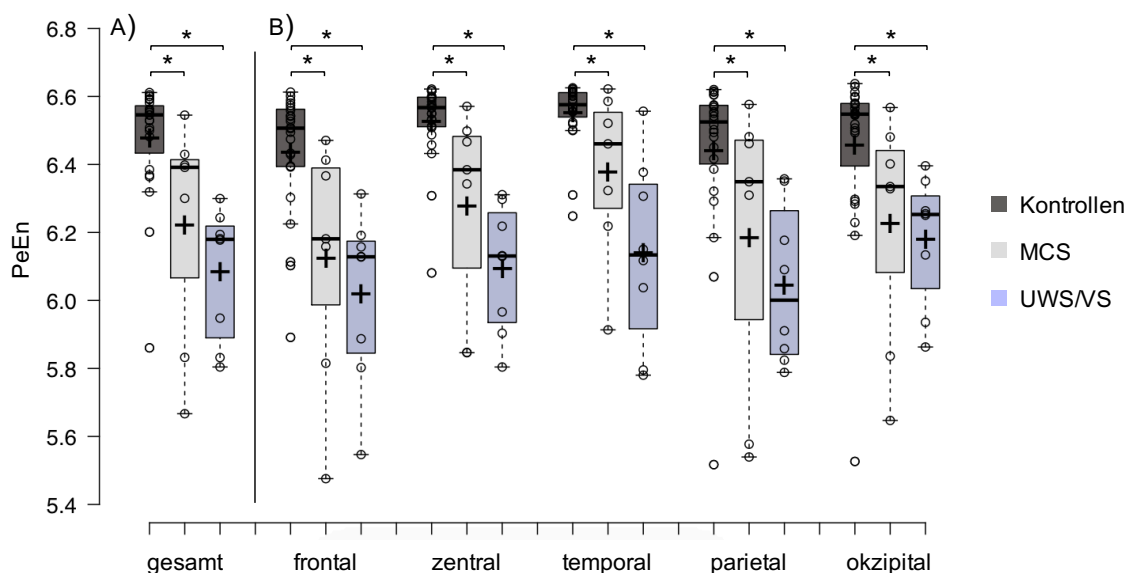 A) B)
* * * * * *
* * * * * *
6.8
6.6
6.4
6.2
6.0
5.8
5.6
5.4
PeEn
Kontrollen
MCS
UWS/VS
gesamt frontal zentral temporal parietal okzipital